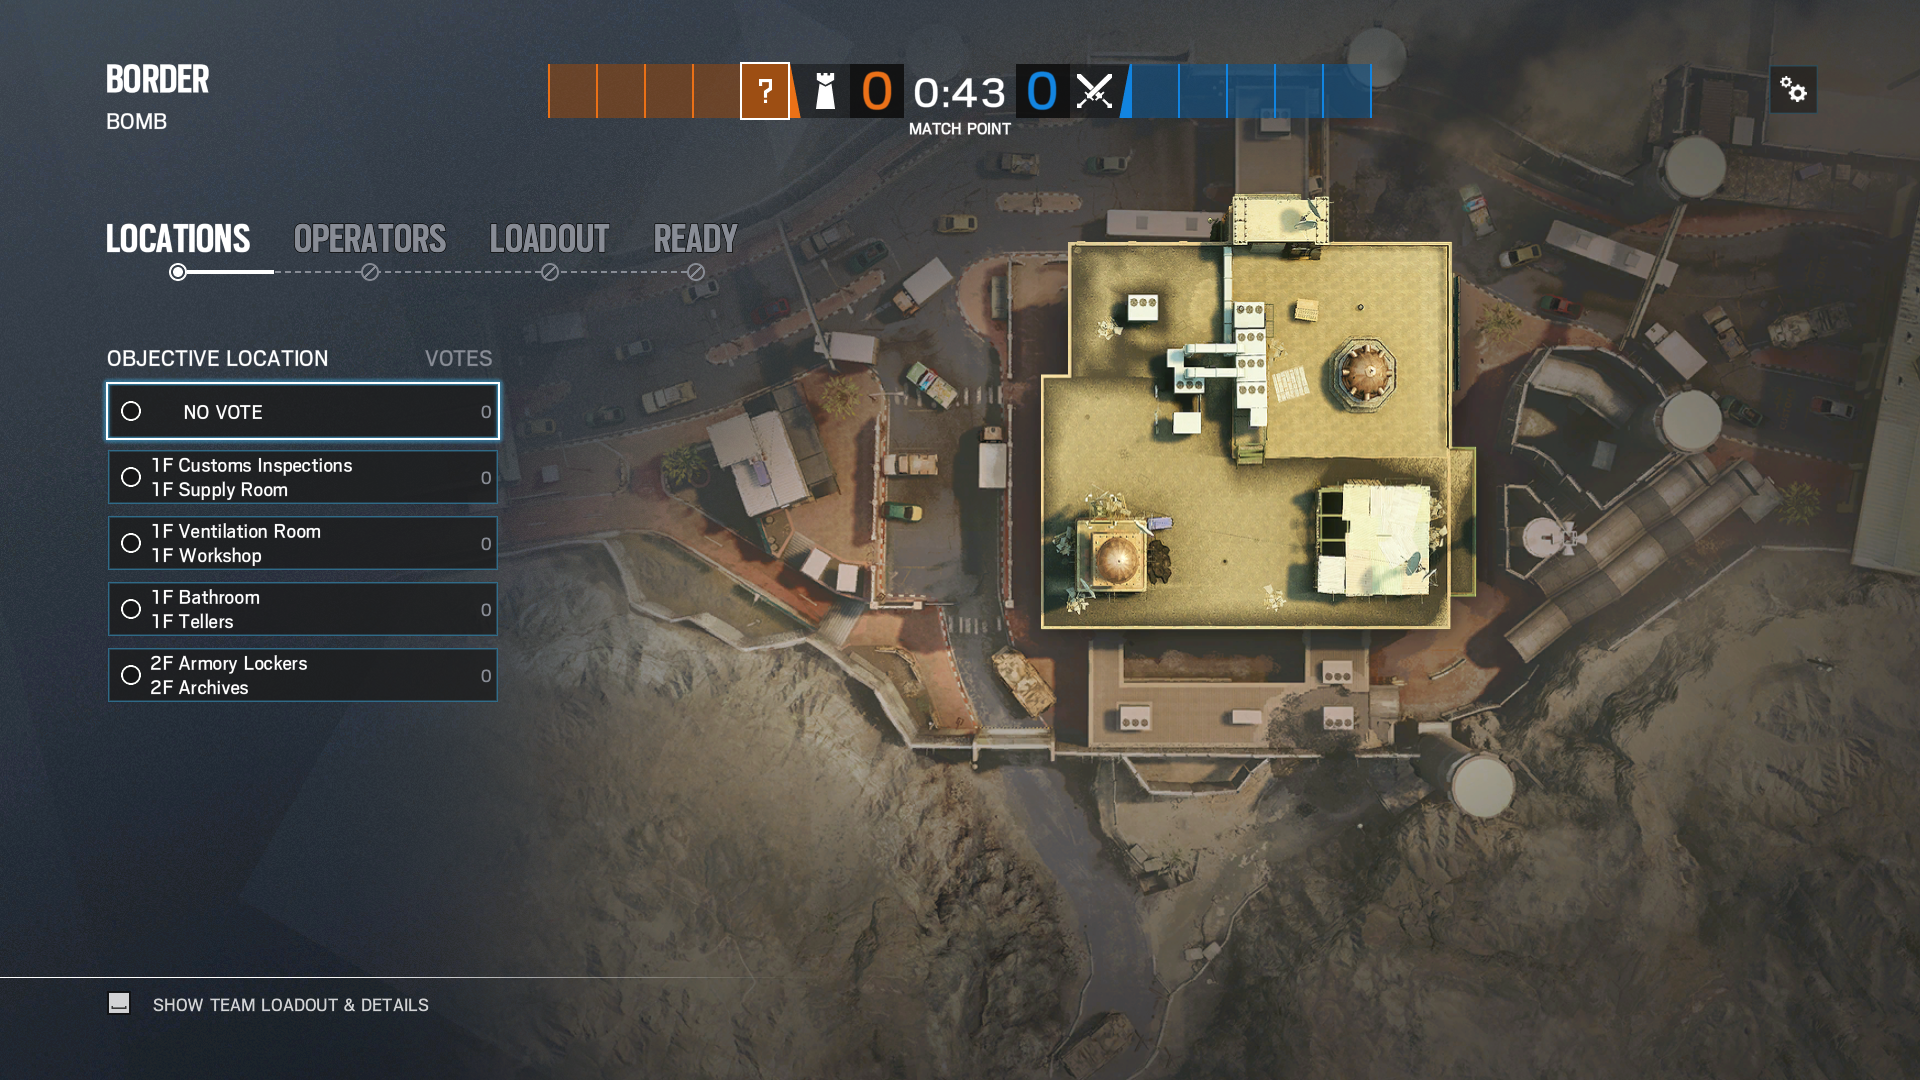 BORDER
BOMB
?
0
0:43
0
MATCH POINT
LOCATIONS
OPERATORS
LOADOUT
READY
OBJECTIVE LOCATION
VOTES
NO VOTE
0
1F Customs Inspections
1F Supply Room
0
1F Ventilation Room
1F Workshop
0
1F Bathroom
1F Tellers
0
2F Armory Lockers
2F Archives
0
SHOW TEAM LOADOUT & DETAILS